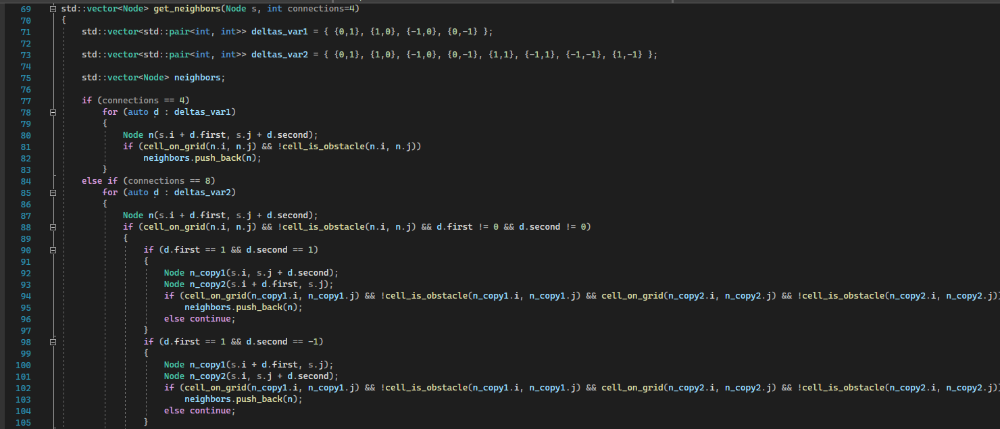 69 std::vector<Node> get_neighbors(Node s, int connections=4)
70 {
71     std::vector<std::pair<int, int>> deltas_var1 = { {0,1}, {1,0}, {-1,0}, {0,-1} };
72
73     std::vector<std::pair<int, int>> deltas_var2 = { {0,1}, {1,0}, {-1,0}, {0,-1}, {1,1}, {-1,1}, {-1,-1}, {1,-1} };
74
75     std::vector<Node> neighbors;
76
77     if (connections == 4)
78         for (auto d : deltas_var1)
79         {
80             Node n(s.i + d.first, s.j + d.second);
81             if (cell_on_grid(n.i, n.j) && !cell_is_obstacle(n.i, n.j))
82                 neighbors.push_back(n);
83         }
84     else if (connections == 8)
85         for (auto d : deltas_var2)
86         {
87             Node n(s.i + d.first, s.j + d.second);
88             if (cell_on_grid(n.i, n.j) && !cell_is_obstacle(n.i, n.j) && d.first != 0 && d.second != 0)
89             {
90                 if (d.first == 1 && d.second == 1)
91                 {
92                     Node n_copy1(s.i, s.j + d.second);
93                     Node n_copy2(s.i + d.first, s.j);
94                     if (cell_on_grid(n_copy1.i, n_copy1.j) && !cell_is_obstacle(n_copy1.i, n_copy1.j) && cell_on_grid(n_copy2.i, n_copy2.j) && !cell_is_obstacle(n_copy2.i, n_copy2.j))
95                         neighbors.push_back(n);
96                     else continue;
97                 }
98                 if (d.first == 1 && d.second == -1)
99                 {
100                     Node n_copy1(s.i + d.first, s.j);
101                     Node n_copy2(s.i, s.j + d.second);
102                     if (cell_on_grid(n_copy1.i, n_copy1.j) && !cell_is_obstacle(n_copy1.i, n_copy1.j) && cell_on_grid(n_copy2.i, n_copy2.j) && !cell_is_obstacle(n_copy2.i, n_copy2.j))
103                         neighbors.push_back(n);
104                     else continue;
105                 }